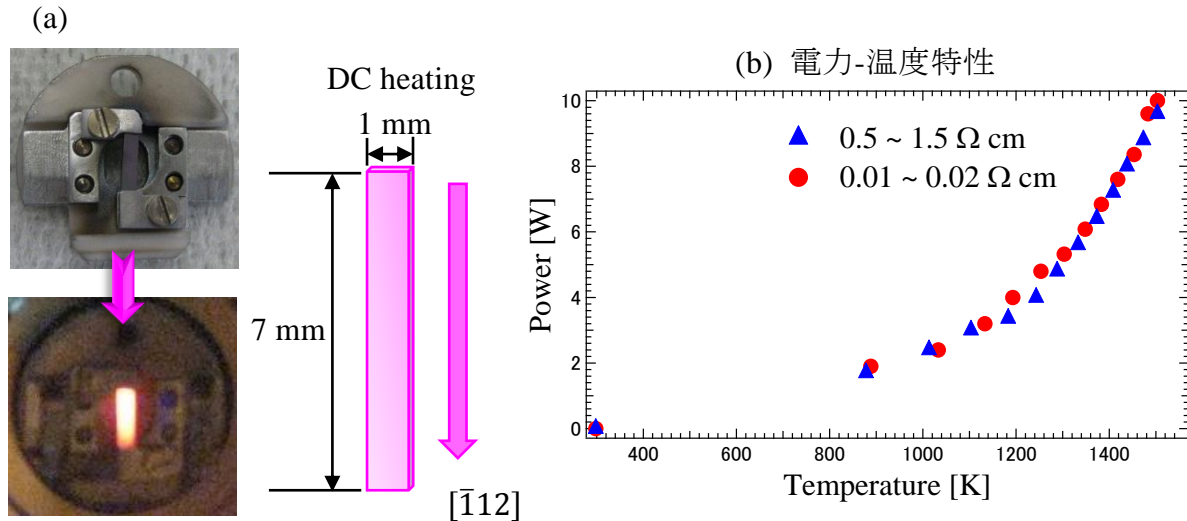 (a)
DC heating
1 mm
7 mm
[1̅12]
(b) 電力-温度特性
Power [W]
10
8
6
4
2
0
0.5 ~ 1.5 Ω cm
0.01 ~ 0.02 Ω cm
400
600
800
1000
1200
1400
Temperature [K]